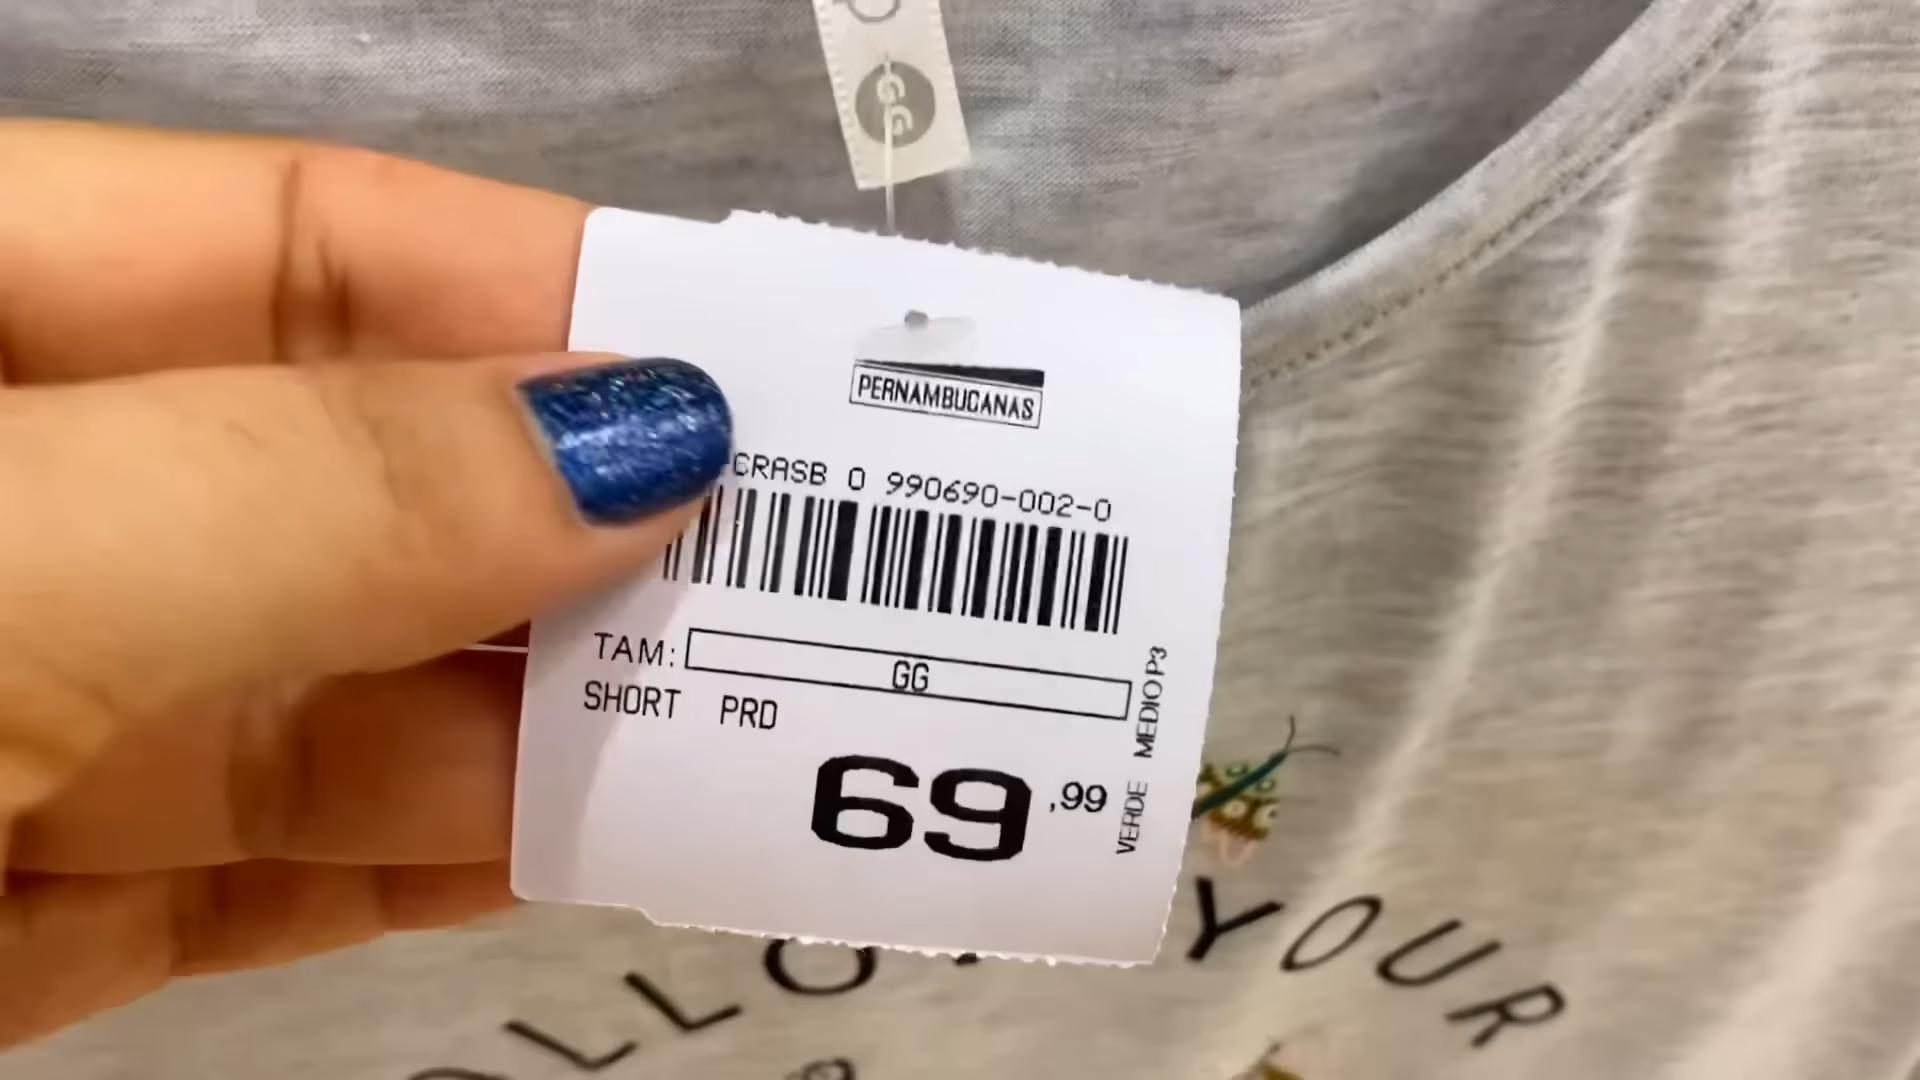 GG
PERNAMBUCANAS
CRASB 0 990690-002-0
TAM: GG
SHORT PRD
69,99
VERDE MEDIO P3
YOUR